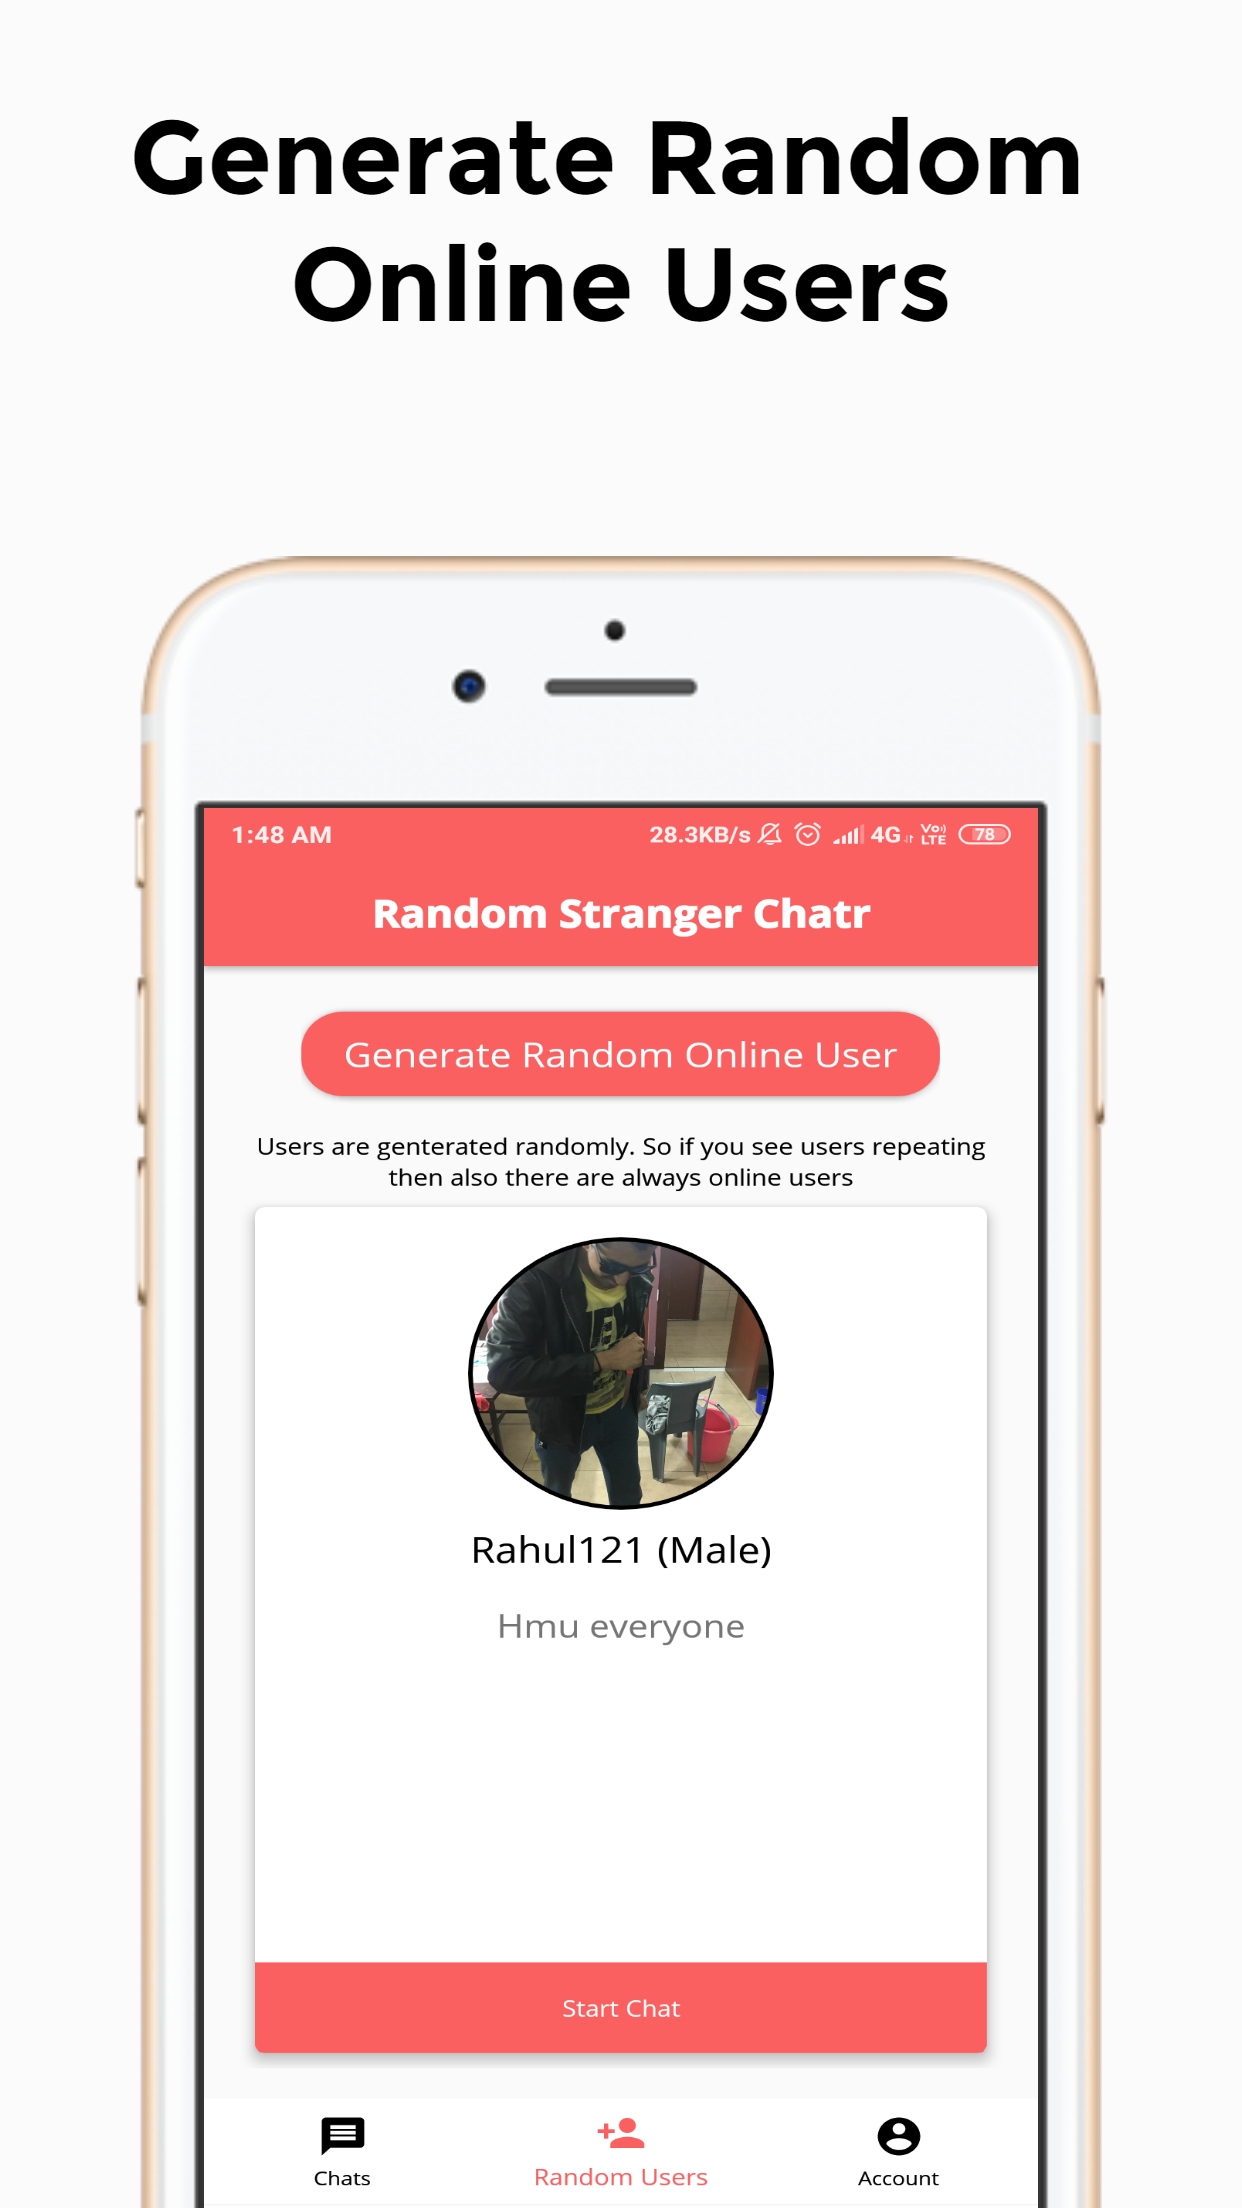 Generate Random
Online Users
1:48 AM
28.3KB/s 4G Vo)) LTE 78
Random Stranger Chatr
Generate Random Online User
Users are genterated randomly. So if you see users repeating
then also there are always online users
Rahul121 (Male)
Hmu everyone
Start Chat
Chats
Random Users
Account